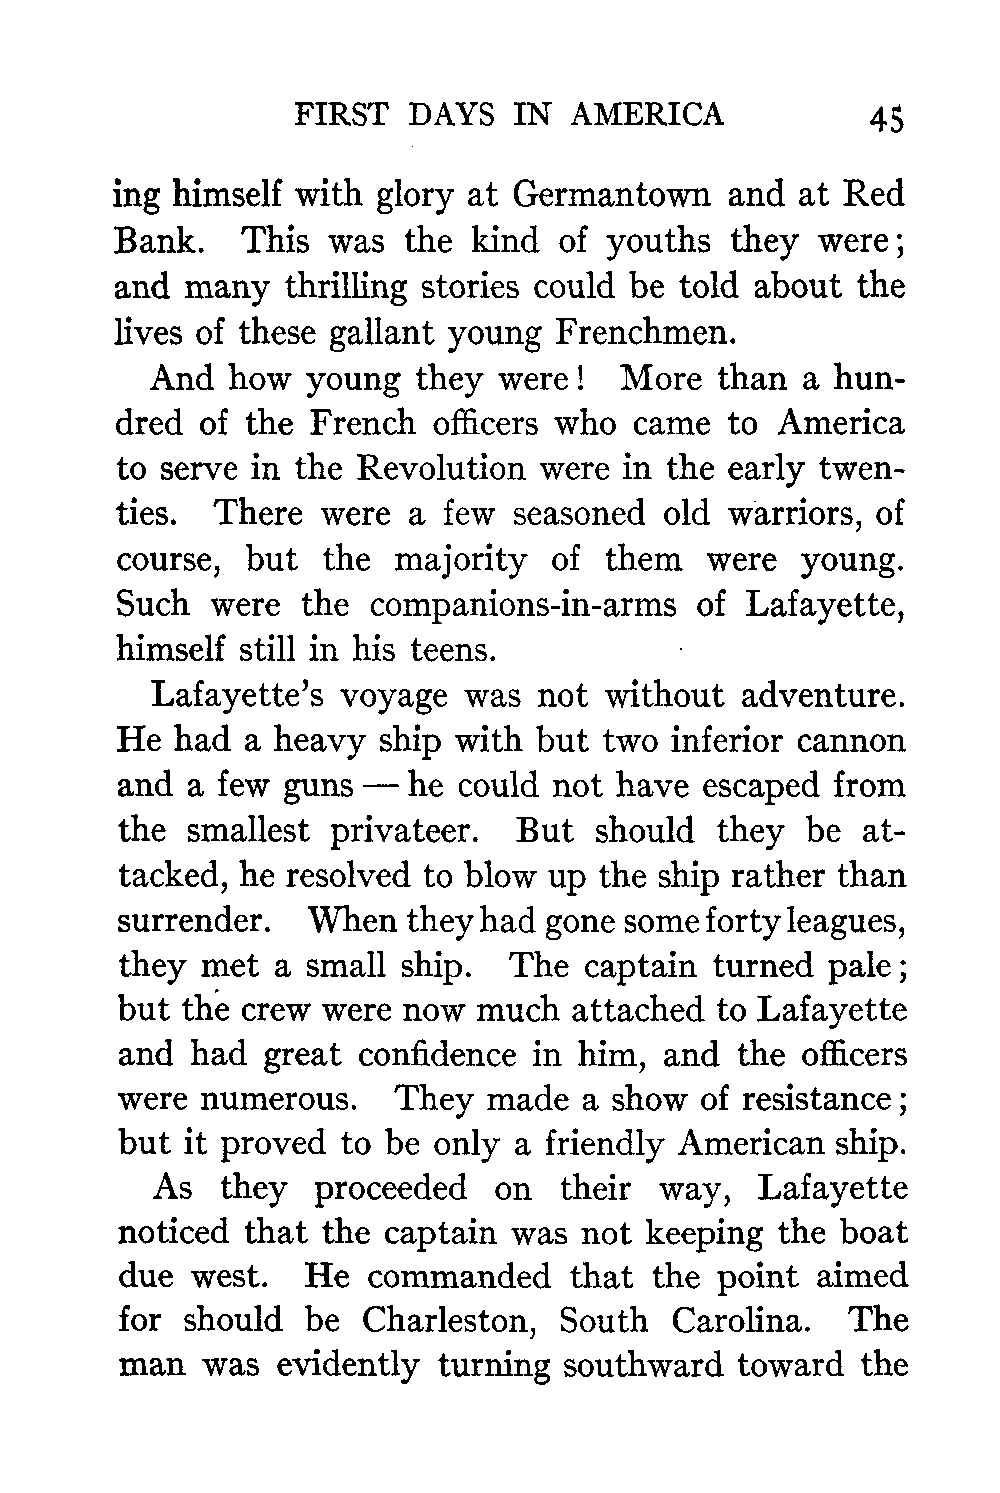 FIRST DAYS IN AMERICA 45
ing himself with glory at Germantown and at Red
Bank. This was the kind of youths they were;
and many thrilling stories could be told about the
lives of these gallant young Frenchmen.
And how young they were! More than a hun-
dred of the French officers who came to America
to serve in the Revolution were in the early twen-
ties. There were a few seasoned old warriors, of
course, but the majority of them were young.
Such were the companions-in-arms of Lafayette,
himself still in his teens.
Lafayette's voyage was not without adventure.
He had a heavy ship with but two inferior cannon
and a few guns — he could not have escaped from
the smallest privateer. But should they be at-
tacked, he resolved to blow up the ship rather than
surrender. When they had gone some forty leagues,
they met a small ship. The captain turned pale;
but the crew were now much attached to Lafayette
and had great confidence in him, and the officers
were numerous. They made a show of resistance;
but it proved to be only a friendly American ship.
As they proceeded on their way, Lafayette
noticed that the captain was not keeping the boat
due west. He commanded that the point aimed
for should be Charleston, South Carolina. The
man was evidently turning southward toward the